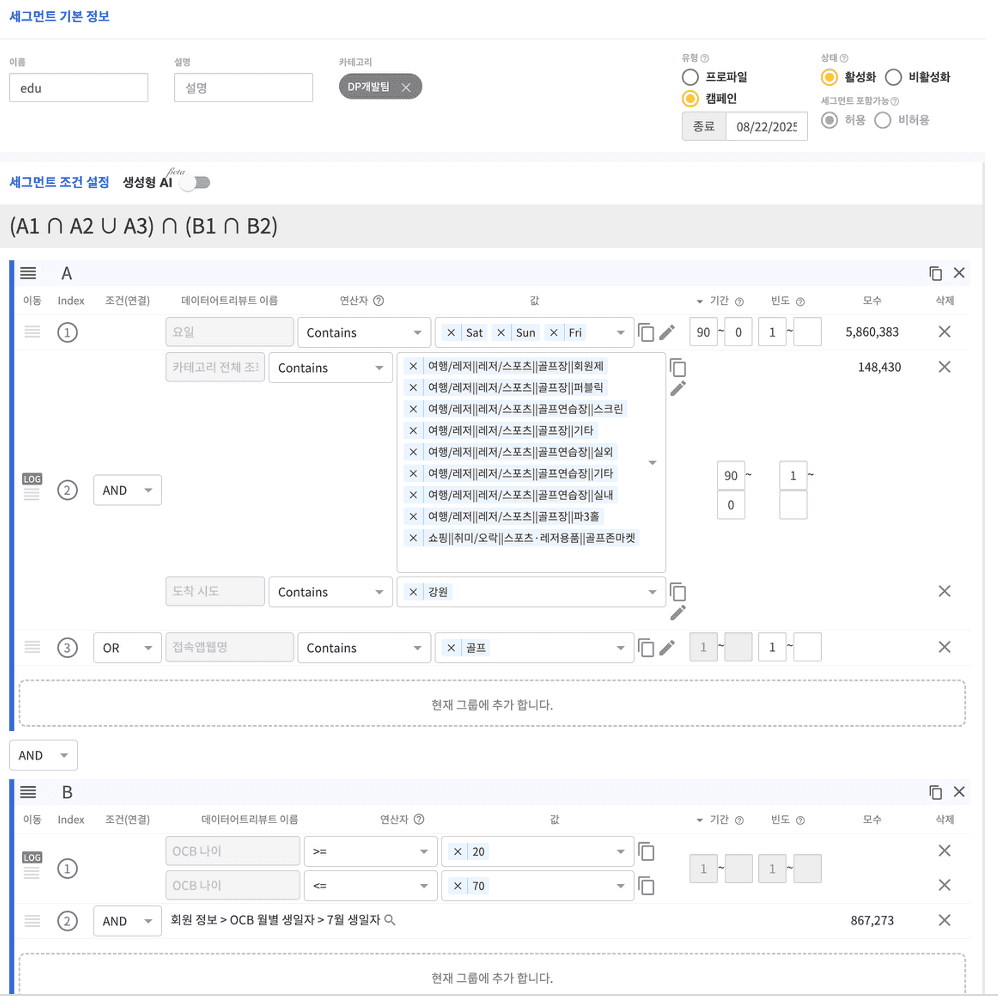 세그먼트 기본 정보
이름
설명
카테고리
유형
상태
edu
설명
DP개발팀
프로파일
활성화
비활성화
캠페인
세그먼트 포함가능
종료
08/22/2025
허용
비허용
세그먼트 조건 설정
생성형 AI
beta
(A1 ∩ A2 ∪ A3) ∩ (B1 ∩ B2)
A
이동 Index 조건(연결) 데이터어트리뷰트 이름 연산자 값 기간 빈도 모수 삭제
1 요일 Contains × Sat × Sun × Fri 90 ~ 0 1 ~ 5,860,383
카테고리 전체 조회 Contains × 여행/레저||레저/스포츠||골프장||회원제 148,430
× 여행/레저||레저/스포츠||골프장||퍼블릭
× 여행/레저||레저/스포츠||골프연습장||스크린
× 여행/레저||레저/스포츠||골프장||기타
× 여행/레저||레저/스포츠||골프연습장||실외
× 여행/레저||레저/스포츠||골프연습장||기타
LOG
2 AND
90 ~ 0 1 ~
× 여행/레저||레저/스포츠||골프연습장||실내
× 여행/레저||레저/스포츠||골프장||파3홀
× 쇼핑||취미/오락||스포츠·레저용품||골프존마켓
도착 시도 Contains × 강원
3 OR 접속앱웹명 Contains × 골프 1 ~ 1 ~
현재 그룹에 추가 합니다.
AND
B
이동 Index 조건(연결) 데이터어트리뷰트 이름 연산자 값 기간 빈도 모수 삭제
OCB 나이 >= × 20
LOG
1
1 ~ 1 ~
OCB 나이 <= × 70
2 AND 회원 정보 > OCB 월별 생일자 > 7월 생일자 867,273
현재 그룹에 추가 합니다.